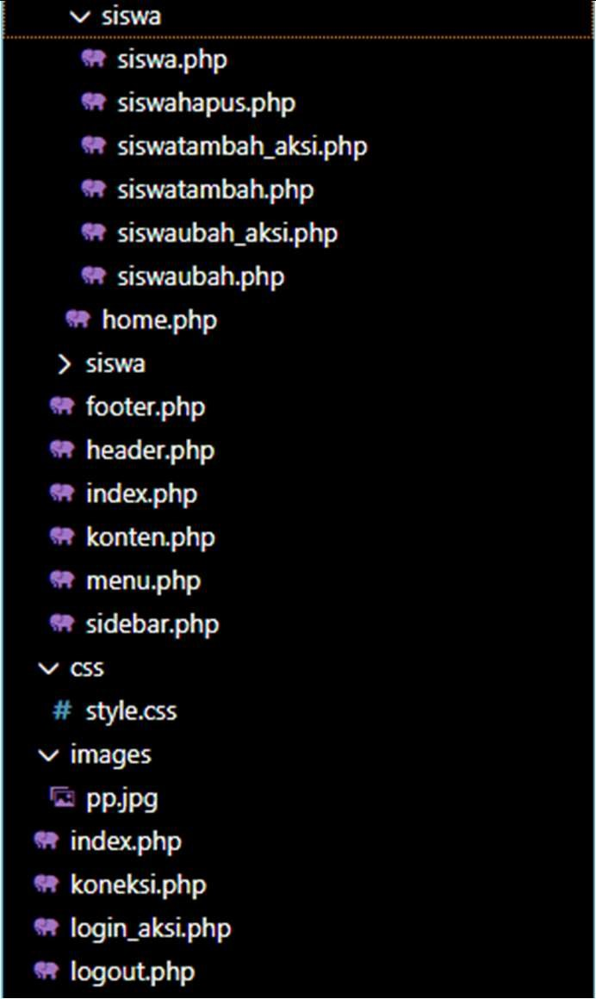 siswa
siswa.php
siswahapus.php
siswatambah_aksi.php
siswatambah.php
siswaubah_aksi.php
siswaubah.php
home.php
siswa
footer.php
header.php
index.php
konten.php
menu.php
sidebar.php
css
# style.css
images
pp.jpg
index.php
koneksi.php
login_aksi.php
logout.php